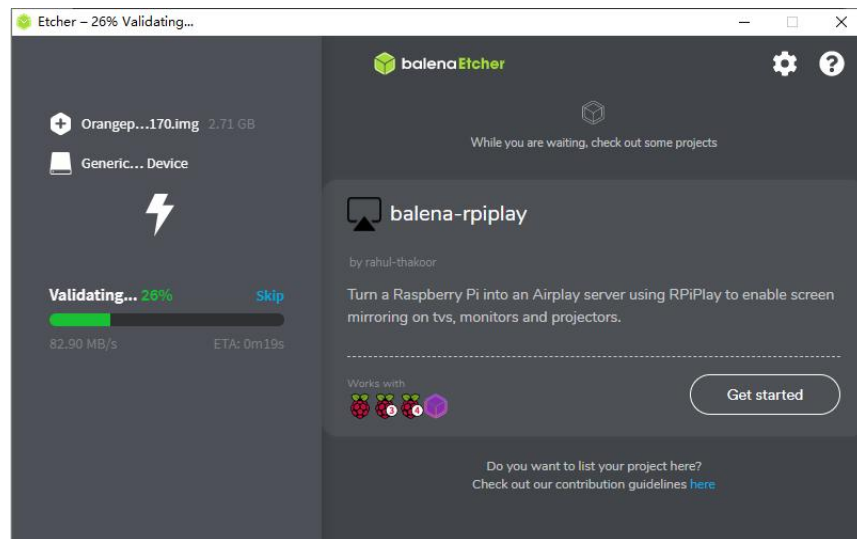 Etcher – 26% Validating...
balenaEtcher
Orangep...170.img 2.71 GB
Generic... Device
Validating... 26% Skip
82.90 MB/s ETA: 0m19s
While you are waiting, check out some projects
balena-rpiplay
by rahul-thakoor
Turn a Raspberry Pi into an Airplay server using RPiPlay to enable screen
mirroring on tvs, monitors and projectors.
Works with
3 4
Get started
Do you want to list your project here?
Check out our contribution guidelines here